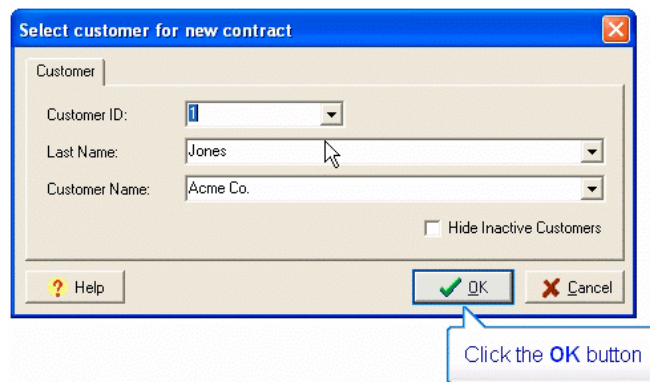 Select customer for new contract
Customer
Customer ID: 1
Last Name: Jones
Customer Name: Acme Co.
Hide Inactive Customers
? Help OK Cancel
Click the OK button